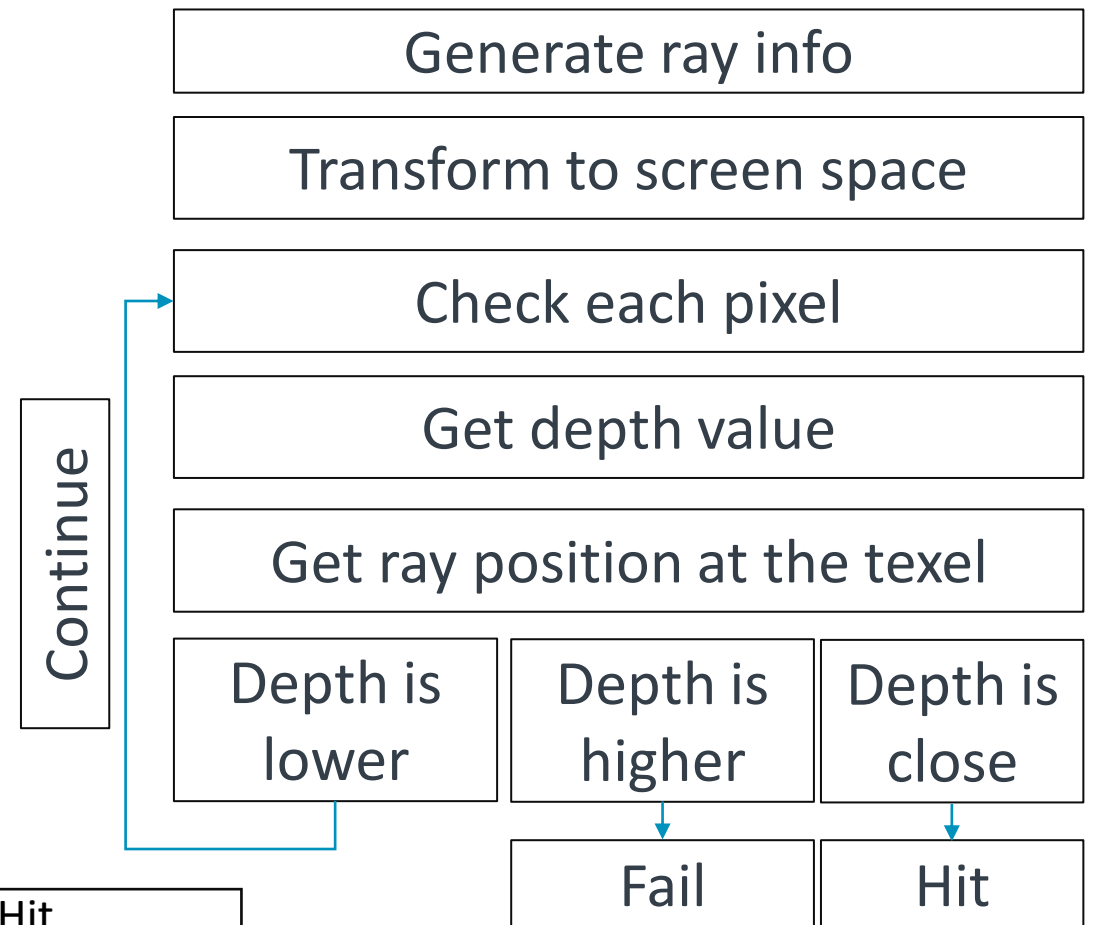 Generate ray info
Transform to screen space
Check each pixel
Get depth value
Continue
Get ray position at the texel
Depth is
lower
Depth is
higher
Depth is
close
Fail
Hit
Hit